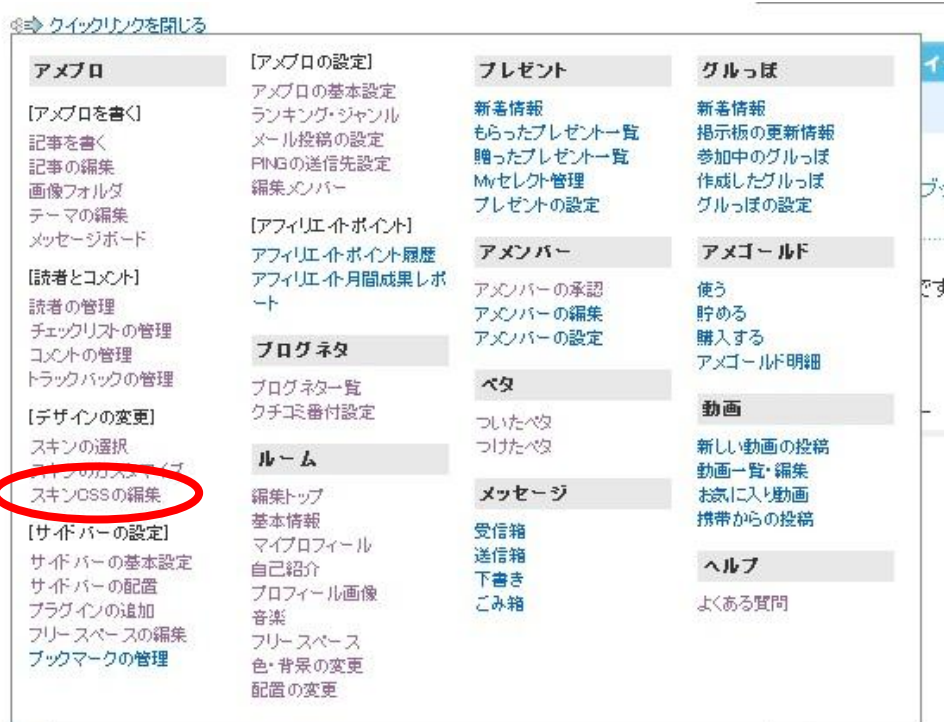 クイックリンクを閉じる
アメブロ
[アメブロを書く]
記事を書く
記事の編集
画像フォルダ
テーマの編集
メッセージボード
[読者とコメント]
読者の管理
チェックリストの管理
コメントの管理
トラックバックの管理
[デザインの変更]
スキンの選択
スキンのカスタマイズ
スキンCSSの編集
[サイドバーの設定]
サイドバーの基本設定
サイドバーの配置
プラグインの追加
フリースペースの編集
ブックマークの管理
[アメブロの設定]
アメブロの基本設定
ランキング・ジャンル
メール投稿の設定
PINGの送信先設定
編集メンバー
[アフィリエイトポイント]
アフィリエイトポイント履歴
アフィリエイト月間成果レポ
ート
ブログネタ
ブログネタ一覧
クチコミ番付設定
ルーム
編集トップ
基本情報
マイプロフィール
自己紹介
プロフィール画像
音楽
フリースペース
色・背景の変更
配置の変更
プレゼント
新着情報
もらったプレゼント一覧
贈ったプレゼント一覧
Myセレクト管理
プレゼントの設定
アメンバー
アメンバーの承認
アメンバーの編集
アメンバーの設定
ペタ
ついたペタ
つけたペタ
メッセージ
受信箱
送信箱
下書き
ごみ箱
グルっぽ
新着情報
掲示板の更新情報
参加中のグルっぽ
作成したグルっぽ
グルっぽの設定
アメゴールド
使う
貯める
購入する
アメゴールド明細
動画
新しい動画の投稿
動画一覧・編集
お気に入り動画
携帯からの投稿
ヘルプ
よくある質問
です